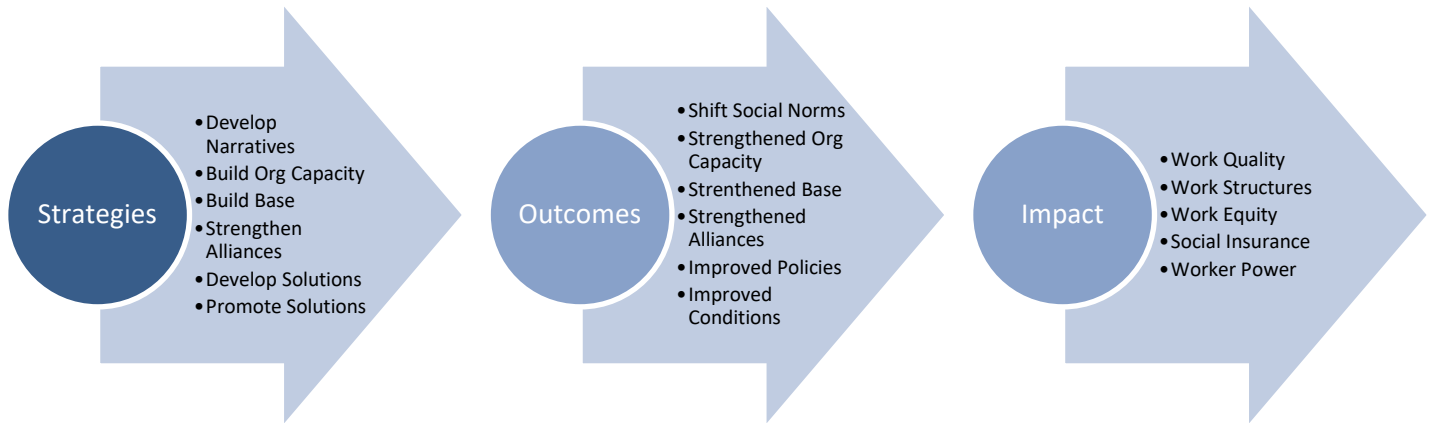 Strategies
•Develop
Narratives
•Build Org Capacity
•Build Base
•Strengthen
Alliances
•Develop Solutions
•Promote Solutions
Outcomes
•Shift Social Norms
•Strengthened Org
Capacity
•Strenthened Base
•Strengthened
Alliances
•Improved Policies
•Improved
Conditions
Impact
•Work Quality
•Work Structures
•Work Equity
•Social Insurance
•Worker Power